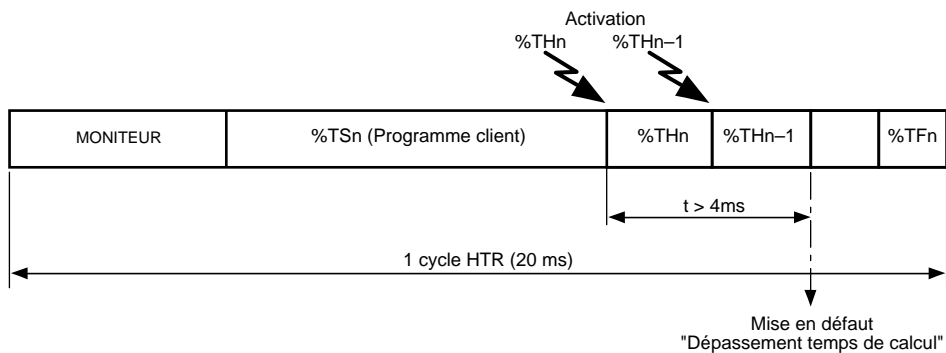 Activation
%THn %THn–1
MONITEUR %TSn (Programme client) %THn %THn–1 %TFn
t > 4ms
1 cycle HTR (20 ms)
Mise en défaut
"Dépassement temps de calcul"